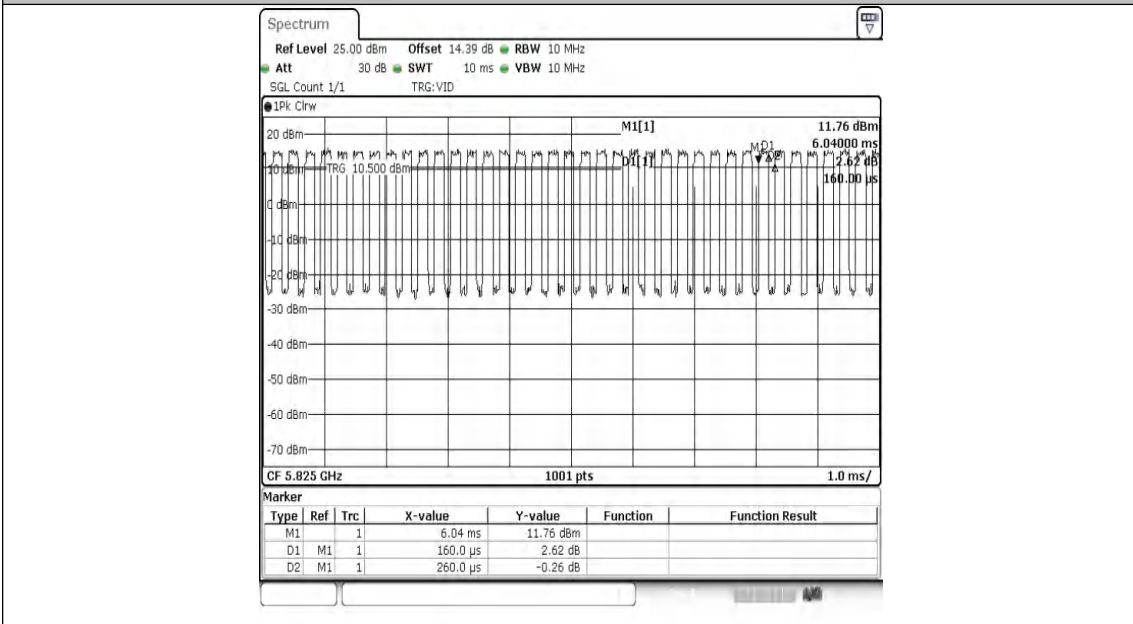 Spectrum
Ref Level 25.00 dBm Offset 14.39 dB RBW 10 MHz
Att 30 dB SWT 10 ms VBW 10 MHz
SGL Count 1/1 TRG:VID
1Pk Clrw
M1[1] 11.76 dBm
6.04000 ms
D1[1] 2.62 dB
160.00 µs
20 dBm
M1 D1
D2
10 dBm
TRG 10.500 dBm
0 dBm
-10 dBm
-20 dBm
-30 dBm
-40 dBm
-50 dBm
-60 dBm
-70 dBm
CF 5.825 GHz 1001 pts 1.0 ms/
Marker
Type Ref Trc X-value Y-value Function Function Result
M1 1 6.04 ms 11.76 dBm
D1 M1 1 160.0 µs 2.62 dB
D2 M1 1 260.0 µs -0.26 dB